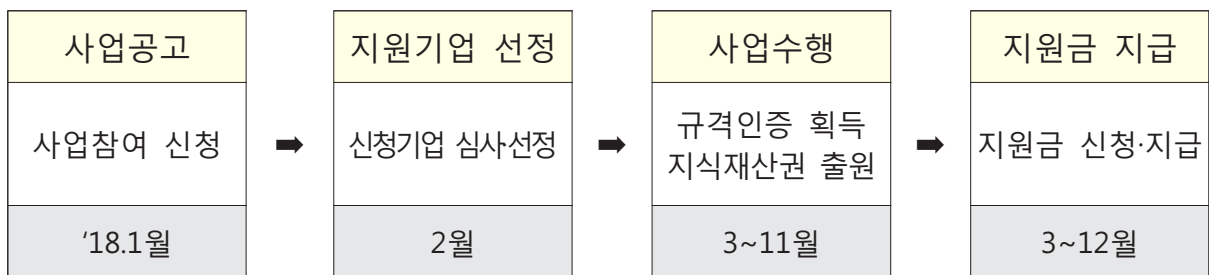 사업공고
사업참여 신청
'18.1월
➡
지원기업 선정
신청기업 심사·선정
2월
➡
사업수행
규격인증 획득
지식재산권 출원
3~11월
➡
지원금 지급
지원금 신청·지급
3~12월